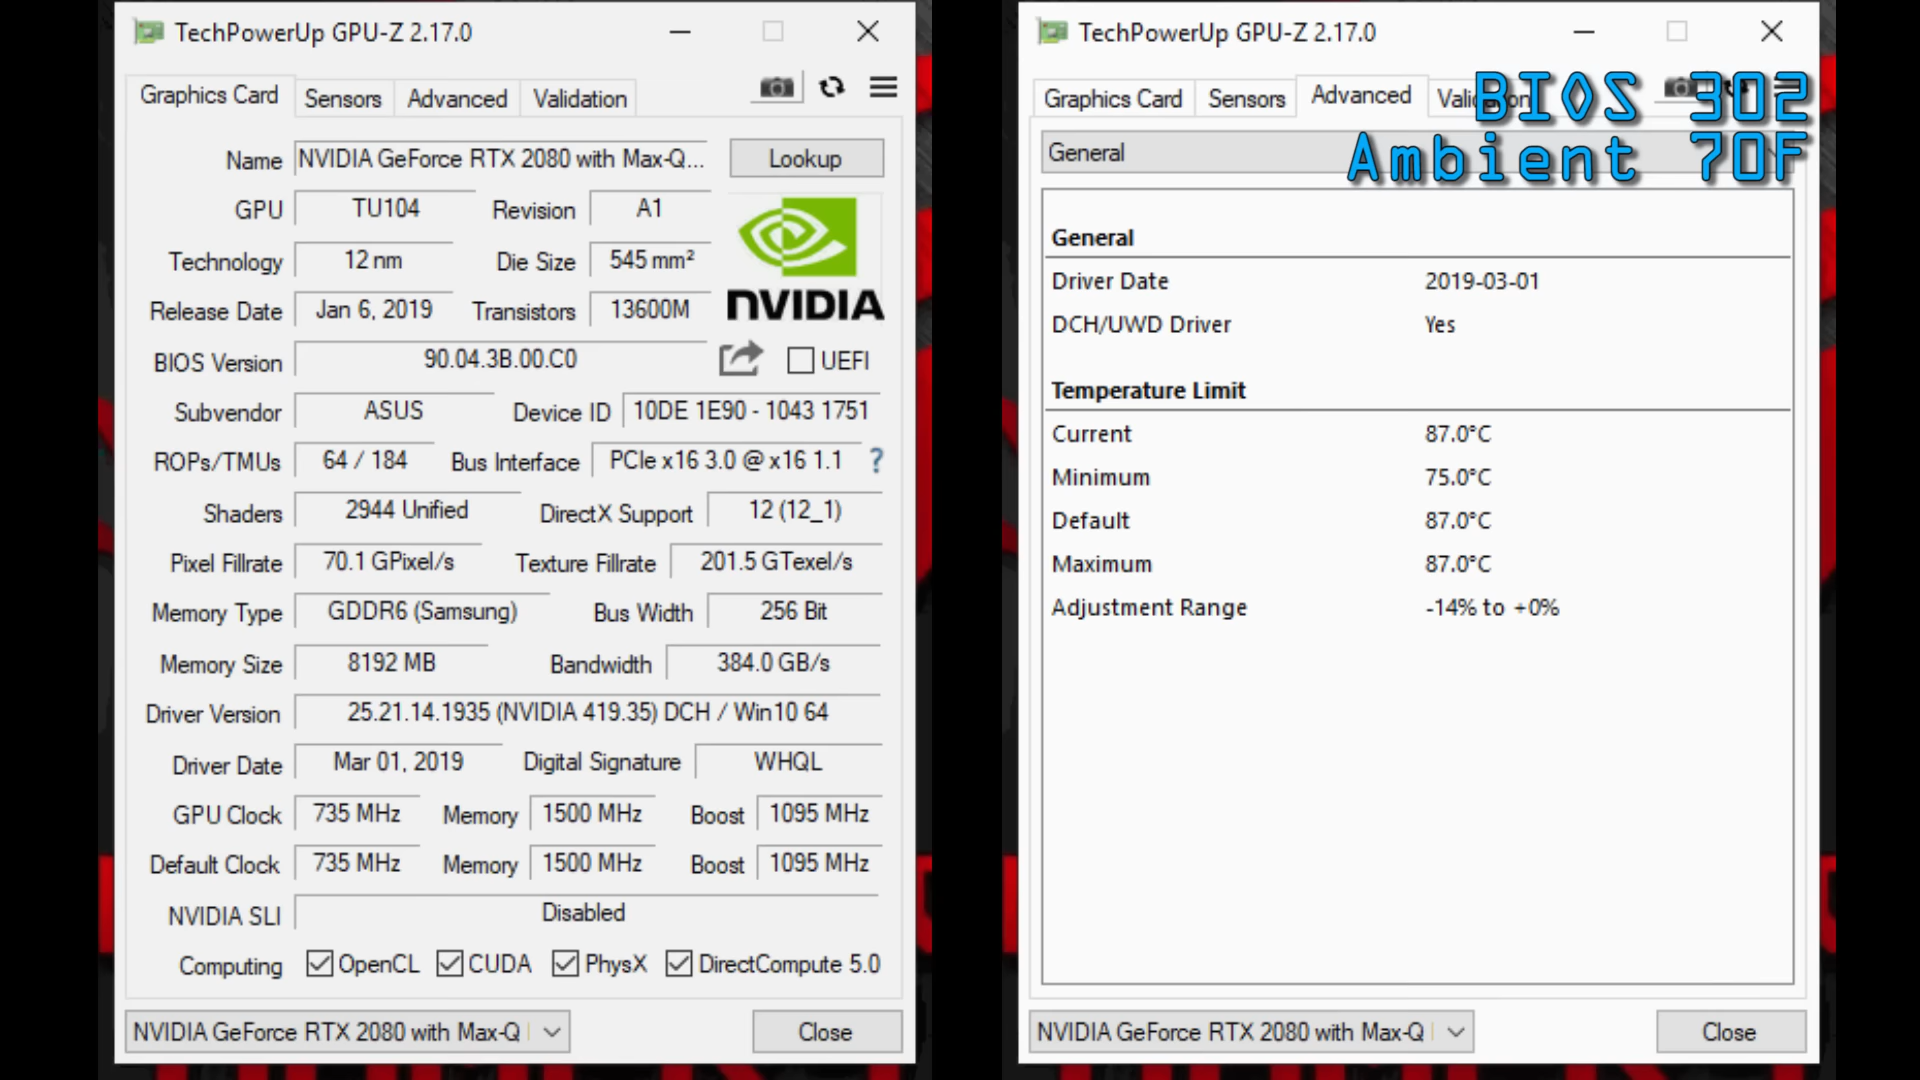 TechPowerUp GPU-Z 2.17.0
Graphics Card Sensors Advanced Validation
Name NVIDIA GeForce RTX 2080 with Max-Q... Lookup
GPU TU104 Revision A1
Technology 12 nm Die Size 545 mm²
Release Date Jan 6, 2019 Transistors 13600M
NVIDIA
BIOS Version 90.04.3B.00.C0 UEFI
Subvendor ASUS Device ID 10DE 1E90 - 1043 1751
ROPs/TMUs 64 / 184 Bus Interface PCIe x16 3.0 @ x16 1.1 ?
Shaders 2944 Unified DirectX Support 12 (12_1)
Pixel Fillrate 70.1 GPixel/s Texture Fillrate 201.5 GTexel/s
Memory Type GDDR6 (Samsung) Bus Width 256 Bit
Memory Size 8192 MB Bandwidth 384.0 GB/s
Driver Version 25.21.14.1935 (NVIDIA 419.35) DCH / Win10 64
Driver Date Mar 01, 2019 Digital Signature WHQL
GPU Clock 735 MHz Memory 1500 MHz Boost 1095 MHz
Default Clock 735 MHz Memory 1500 MHz Boost 1095 MHz
NVIDIA SLI Disabled
Computing OpenCL CUDA PhysX DirectCompute 5.0
NVIDIA GeForce RTX 2080 with Max-Q Close
TechPowerUp GPU-Z 2.17.0
BIOS 302
Graphics Card Sensors Advanced
Ambient 70F
General
General
Driver Date 2019-03-01
DCH/UWD Driver Yes
Temperature Limit
Current 87.0°C
Minimum 75.0°C
Default 87.0°C
Maximum 87.0°C
Adjustment Range -14% to +0%
NVIDIA GeForce RTX 2080 with Max-Q Close